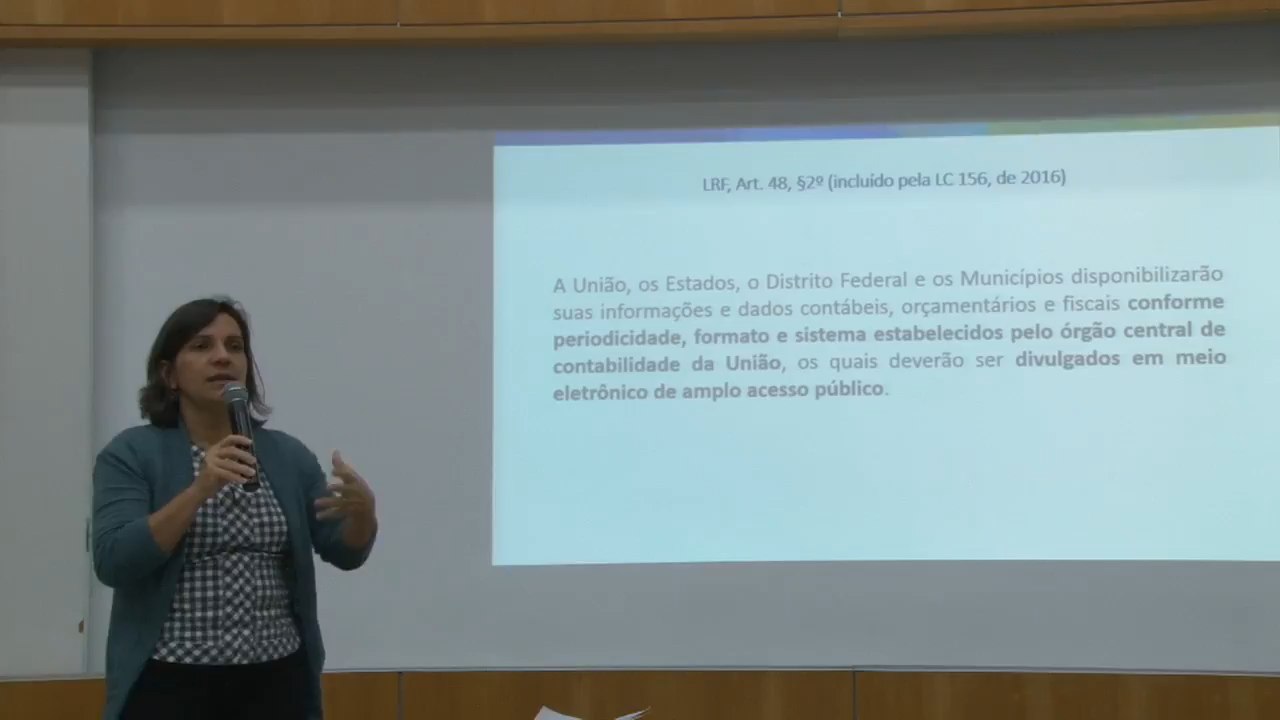 LRF, Art. 48, §2º (incluído pela LC 156, de 2016)
A União, os Estados, o Distrito Federal e os Municípios disponibilizarão
suas informações e dados contábeis, orçamentários e fiscais conforme
periodicidade, formato e sistema estabelecidos pelo órgão central de
contabilidade da União, os quais deverão ser divulgados em meio
eletrônico de amplo acesso público.